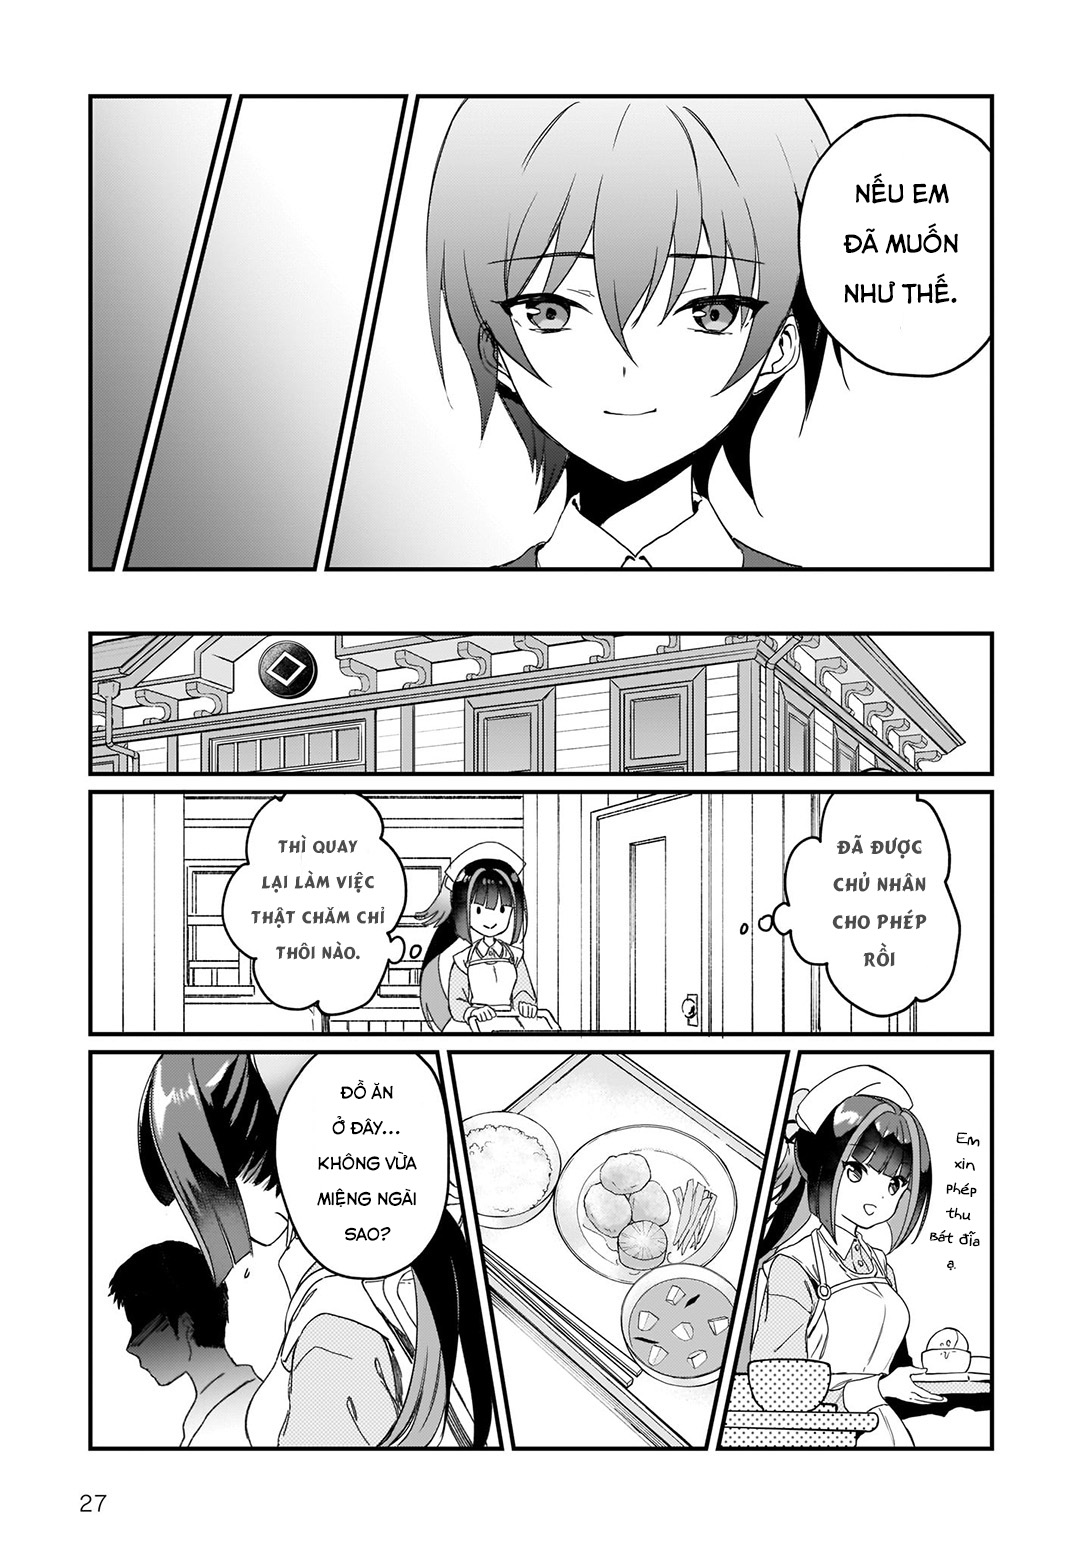 NẾU EM
ĐÃ MUỐN
NHƯ THẾ.
ĐÃ ĐƯỢC
CHỦ NHÂN
CHO PHÉP
RỒI
THÌ QUAY
LẠI LÀM VIỆC
THẬT CHĂM CHỈ
THÔI NÀO.
Em
xin
phép
thu
Bát đĩa
ạ.
ĐỒ ĂN
Ở ĐÂY...
KHÔNG VỪA
MIỆNG NGÀI
SAO?
27